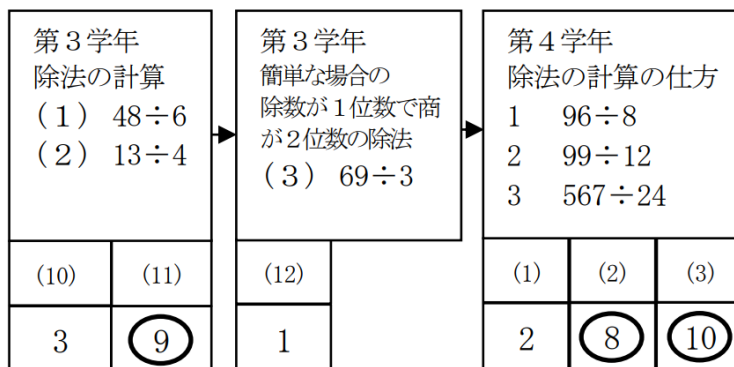 第３学年
除法の計算
（１） 48÷6
（２） 13÷4
(10) (11)
3 9
第３学年
簡単な場合の
除数が１位数で商
が２位数の除法
（３） 69÷3
(12)
1
第４学年
除法の計算の仕方
1 96÷8
2 99÷12
3 567÷24
(1) (2) (3)
2 8 10